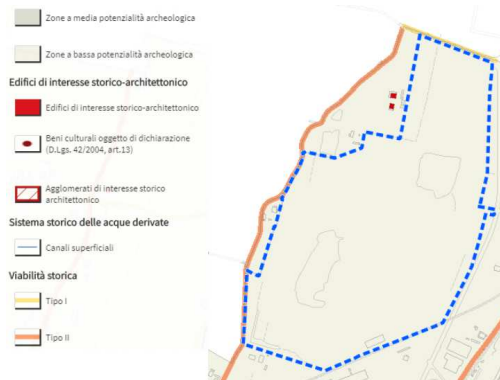 Zone a media potenzialità archeologica
Zone a bassa potenzialità archeologica
Edifici di interesse storico-architettonico
Edifici di interesse storico-architettonico
Beni culturali oggetto di dichiarazione
(D.Lgs. 42/2004, art.13)
Agglomerati di interesse storico
architettonico
Sistema storico delle acque derivate
Canali superficiali
Viabilità storica
Tipo I
Tipo II